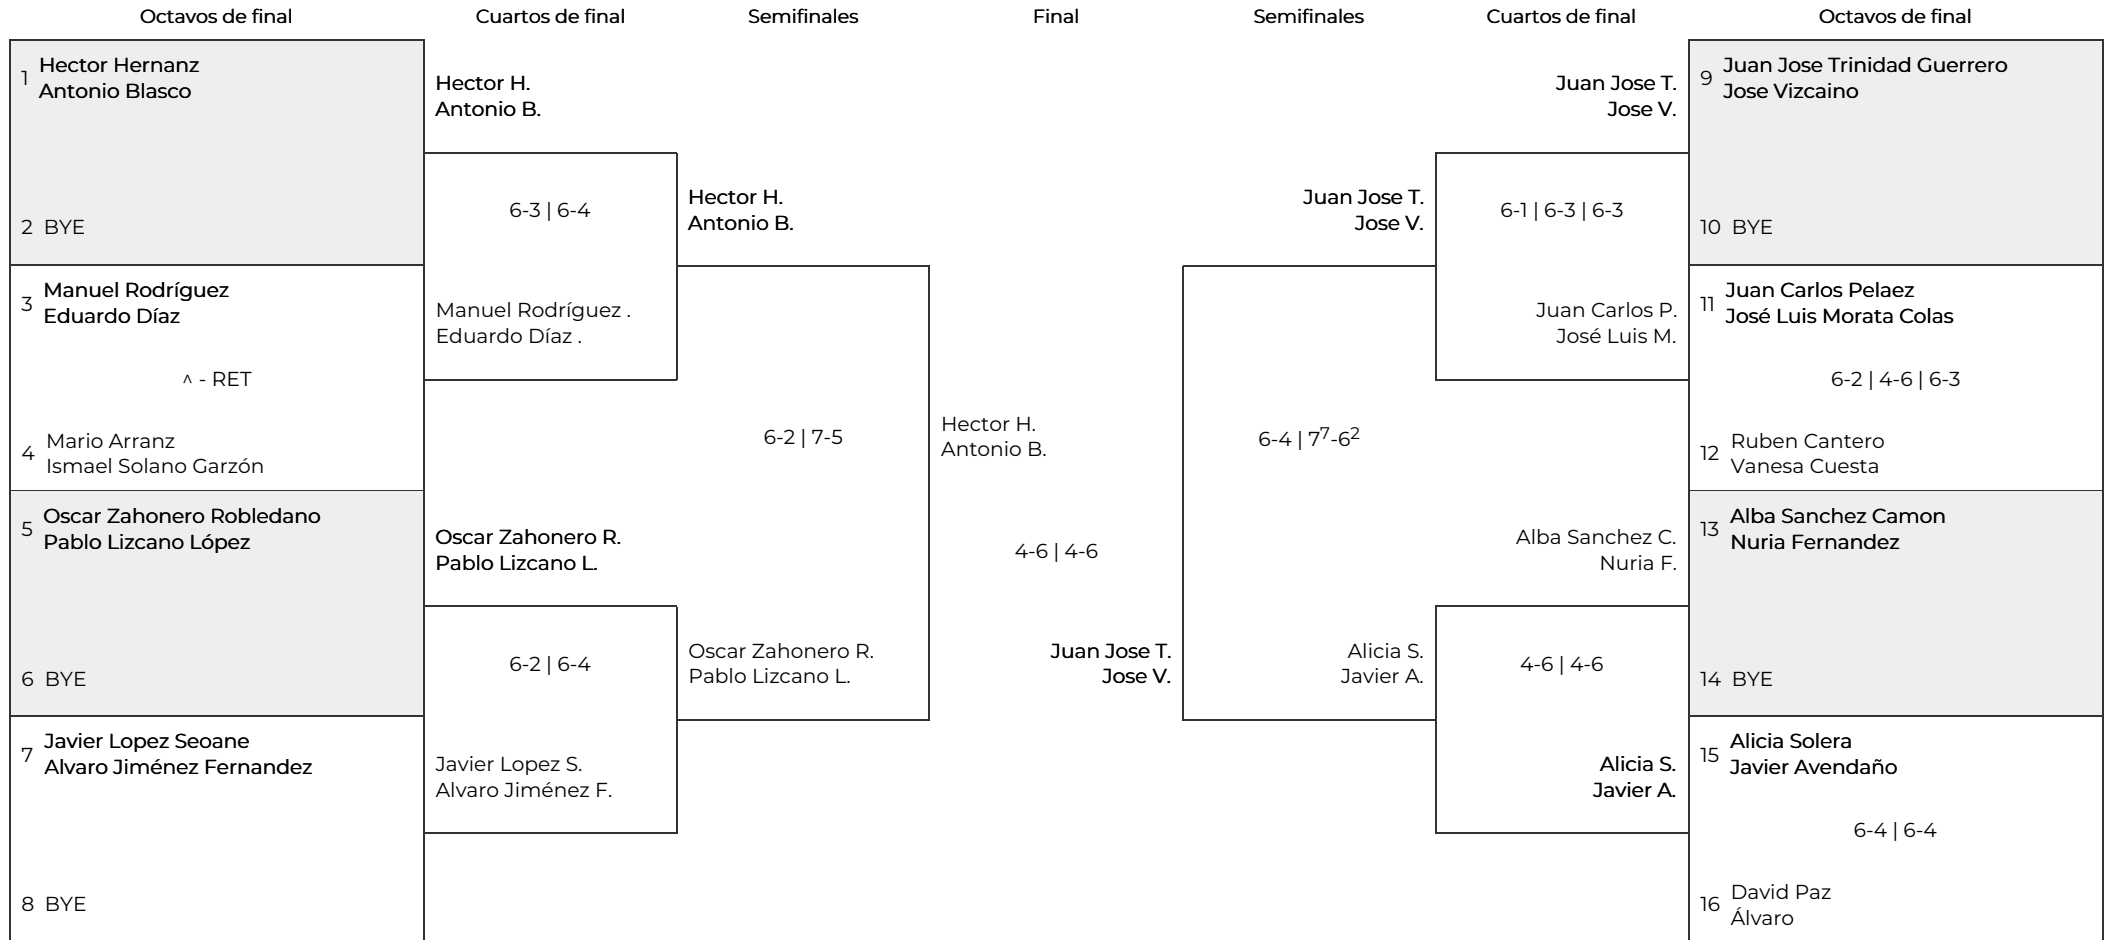 Octavos de final
Cuartos de final
Semifinales
Final
Semifinales
Cuartos de final
Octavos de final
1
Hector Hernanz
Antonio Blasco
2 BYE
3
Manuel Rodríguez
Eduardo Díaz
^ - RET
4
Mario Arranz
Ismael Solano Garzón
5
Oscar Zahonero Robledano
Pablo Lizcano López
6 BYE
7
Javier Lopez Seoane
Alvaro Jiménez Fernandez
8 BYE
Hector H.
Antonio B.
6-3 | 6-4
Manuel Rodríguez .
Eduardo Díaz .
Oscar Zahonero R.
Pablo Lizcano L.
6-2 | 6-4
Javier Lopez S.
Alvaro Jiménez F.
Hector H.
Antonio B.
6-2 | 7-5
Oscar Zahonero R.
Pablo Lizcano L.
Hector H.
Antonio B.
4-6 | 4-6
Juan Jose T.
Jose V.
Juan Jose T.
Jose V.
6-4 | 7⁷-6²
Alicia S.
Javier A.
Juan Jose T.
Jose V.
6-1 | 6-3 | 6-3
Juan Carlos P.
José Luis M.
Alba Sanchez C.
Nuria F.
4-6 | 4-6
Alicia S.
Javier A.
9
Juan Jose Trinidad Guerrero
Jose Vizcaino
10 BYE
11
Juan Carlos Pelaez
José Luis Morata Colas
6-2 | 4-6 | 6-3
12
Ruben Cantero
Vanesa Cuesta
13
Alba Sanchez Camon
Nuria Fernandez
14 BYE
15
Alicia Solera
Javier Avendaño
6-4 | 6-4
16
David Paz
Álvaro